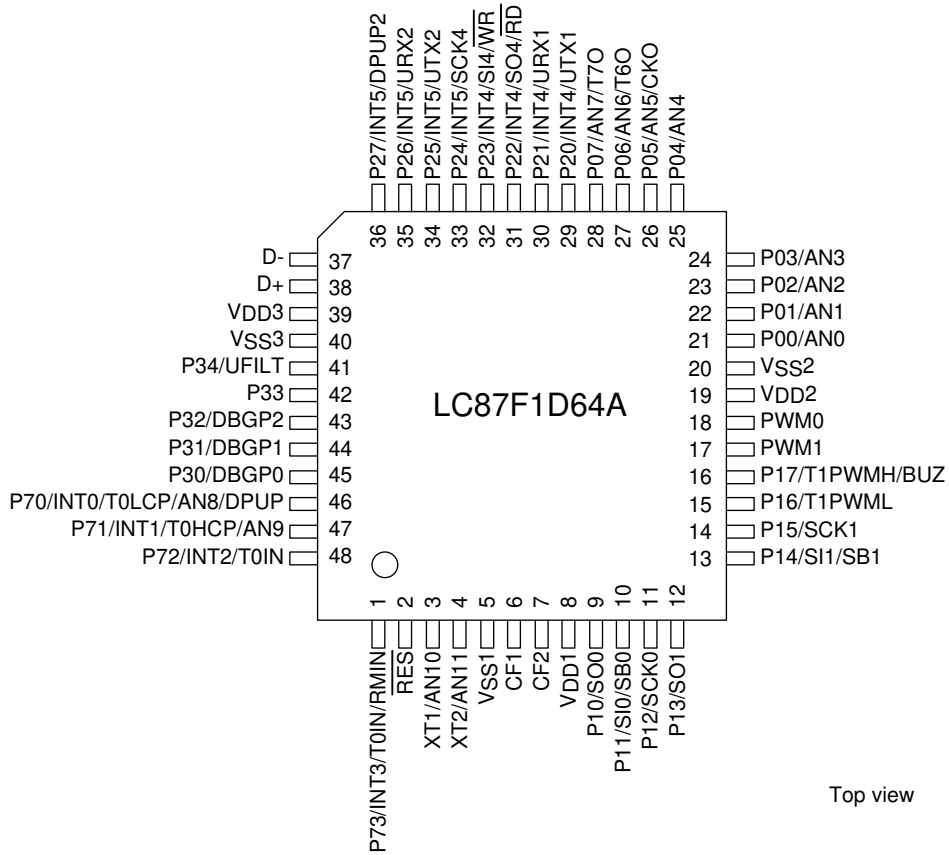 P27/INT5/DPUP2
P26/INT5/URX2
P25/INT5/UTX2
P24/INT5/SCK4
P23/INT4/SI4/WR
P22/INT4/SO4/RD
P21/INT4/URX1
P20/INT4/UTX1
P07/AN7/T7O
P06/AN6/T6O
P05/AN5/CKO
P04/AN4
36
35
34
33
32
31
30
29
28
27
26
25
D- 37
D+ 38
VDD3 39
VSS3 40
P34/UFILT 41
P33 42
P32/DBGP2 43
P31/DBGP1 44
P30/DBGP0 45
P70/INT0/T0LCP/AN8/DPUP 46
P71/INT1/T0HCP/AN9 47
P72/INT2/T0IN 48
LC87F1D64A
24 P03/AN3
23 P02/AN2
22 P01/AN1
21 P00/AN0
20 VSS2
19 VDD2
18 PWM0
17 PWM1
16 P17/T1PWMH/BUZ
15 P16/T1PWML
14 P15/SCK1
13 P14/SI1/SB1
1
2
3
4
5
6
7
8
9
10
11
12
P73/INT3/T0IN/RMIN
RES
XT1/AN10
XT2/AN11
VSS1
CF1
CF2
VDD1
P10/SO0
P11/SI0/SB0
P12/SCK0
P13/SO1
Top view